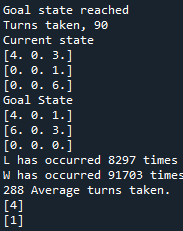 Goal state reached
Turns taken, 90
Current state
[4. 0. 3.]
[0. 0. 1.]
[0. 0. 6.]
Goal State
[4. 0. 1.]
[6. 0. 3.]
[0. 0. 0.]
L has occurred 8297 times
W has occurred 91703 times
288 Average turns taken.
[4]
[1]